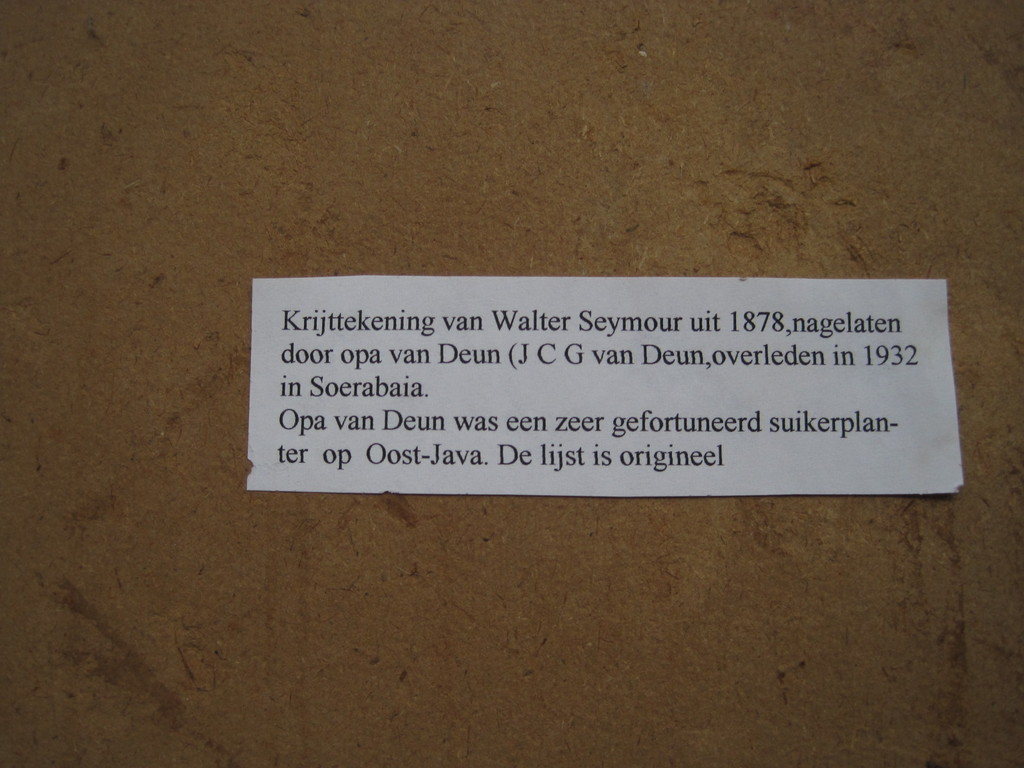 Krijttekening van Walter Seymour uit 1878,nagelaten
door opa van Deun (J C G van Deun,overleden in 1932
in Soerabaia.
Opa van Deun was een zeer gefortuneerd suikerplan-
ter op Oost-Java. De lijst is origineel